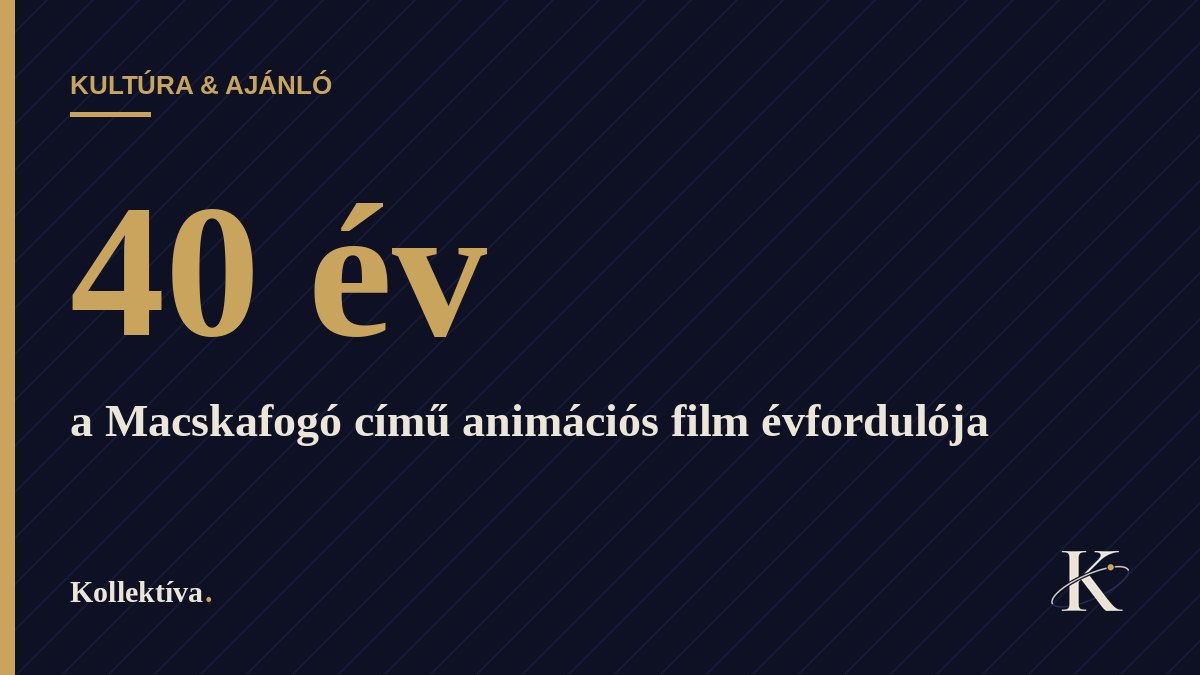 KULTÚRA & AJÁNLÓ
40 év
a Macskafogó című animációs film évfordulója
Kollektíva.
K